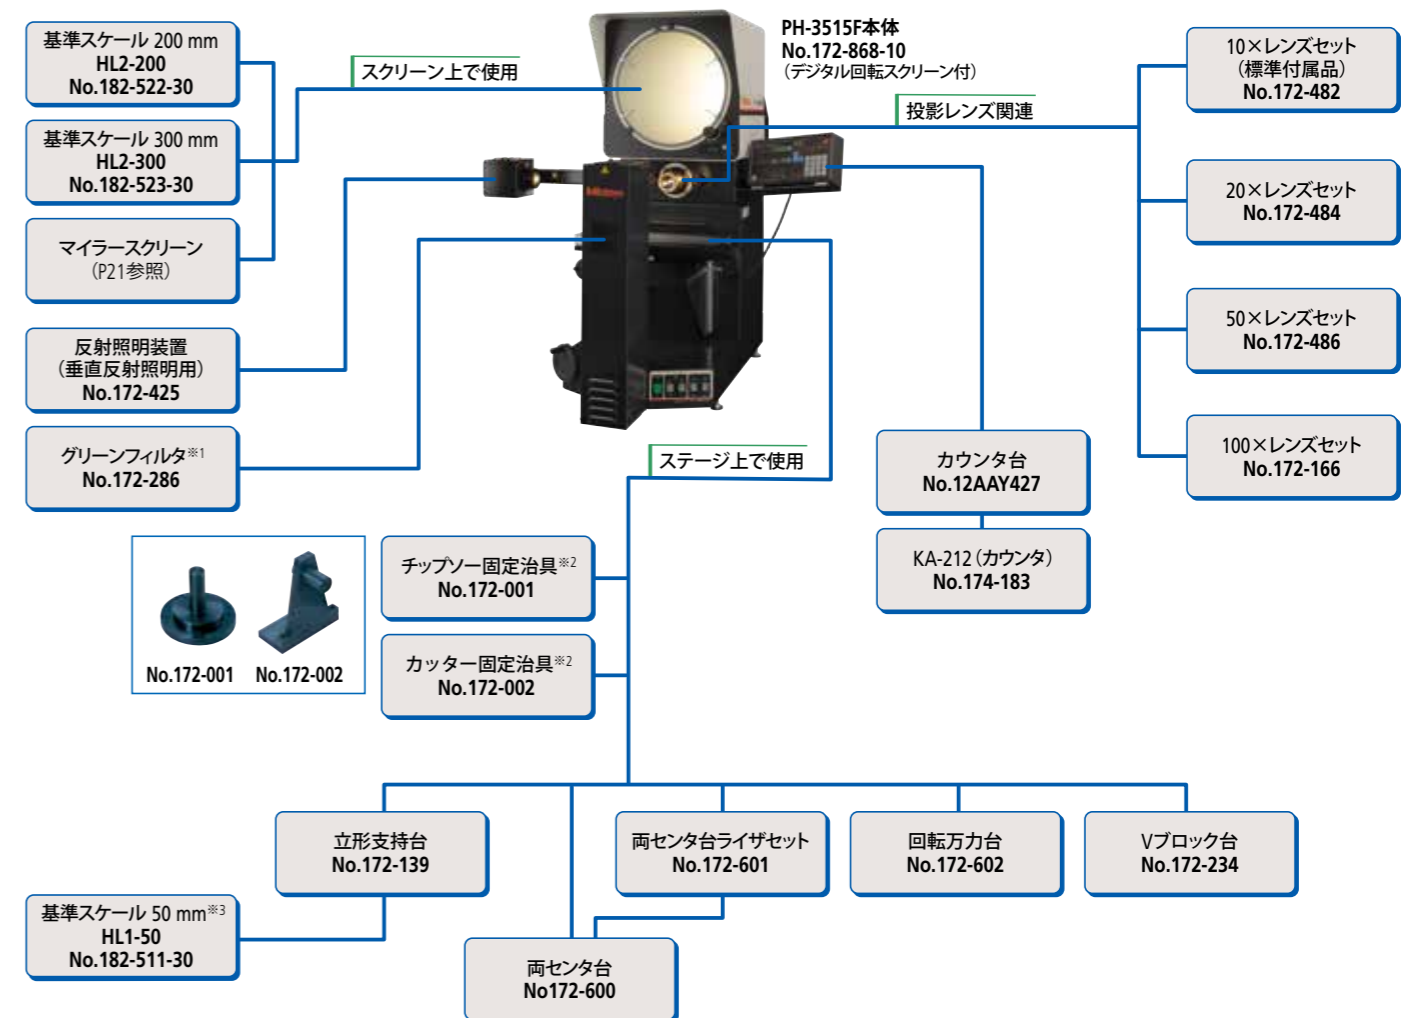 基準スケール 200 mm
HL2-200
No.182-522-30
基準スケール 300 mm
HL2-300
No.182-523-30
マイラースクリーン
(P21参照)
反射照明装置
(垂直反射照明用)
No.172-425
グリーンフィルタ※1
No.172-286
スクリーン上で使用
PH-3515F本体
No.172-868-10
(デジタル回転スクリーン付)
投影レンズ関連
10×レンズセット
(標準付属品)
No.172-482
20×レンズセット
No.172-484
50×レンズセット
No.172-486
100×レンズセット
No.172-166
ステージ上で使用
カウンタ台
No.12AAY427
KA-212(カウンタ)
No.174-183
No.172-001 No.172-002
チップソー固定治具※2
No.172-001
カッター固定治具※2
No.172-002
立形支持台
No.172-139
両センタ台ライザセット
No.172-601
回転万力台
No.172-602
Vブロック台
No.172-234
基準スケール 50 mm※3
HL1-50
No.182-511-30
両センタ台
No172-600
Mitutoyo